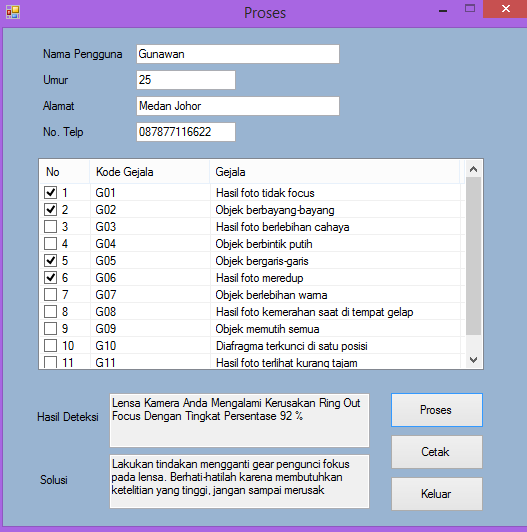 Proses
Nama Pengguna Gunawan
Umur 25
Alamat Medan Johor
No. Telp 087877116622
No Kode Gejala Gejala
1 G01 Hasil foto tidak focus
2 G02 Objek berbayang-bayang
3 G03 Hasil foto berlebihan cahaya
4 G04 Objek berbintik putih
5 G05 Objek bergaris-garis
6 G06 Hasil foto meredup
7 G07 Objek berlebihan warna
8 G08 Hasil foto kemerahan saat di tempat gelap
9 G09 Objek memutih semua
10 G10 Diafragma terkunci di satu posisi
11 G11 Hasil foto terlihat kurang tajam
Hasil Deteksi
Lensa Kamera Anda Mengalami Kerusakan Ring Out
Focus Dengan Tingkat Persentase 92 %
Solusi
Lakukan tindakan mengganti gear pengunci fokus
pada lensa. Berhati-hatilah karena membutuhkan
ketelitian yang tinggi, jangan sampai merusak
Proses
Cetak
Keluar